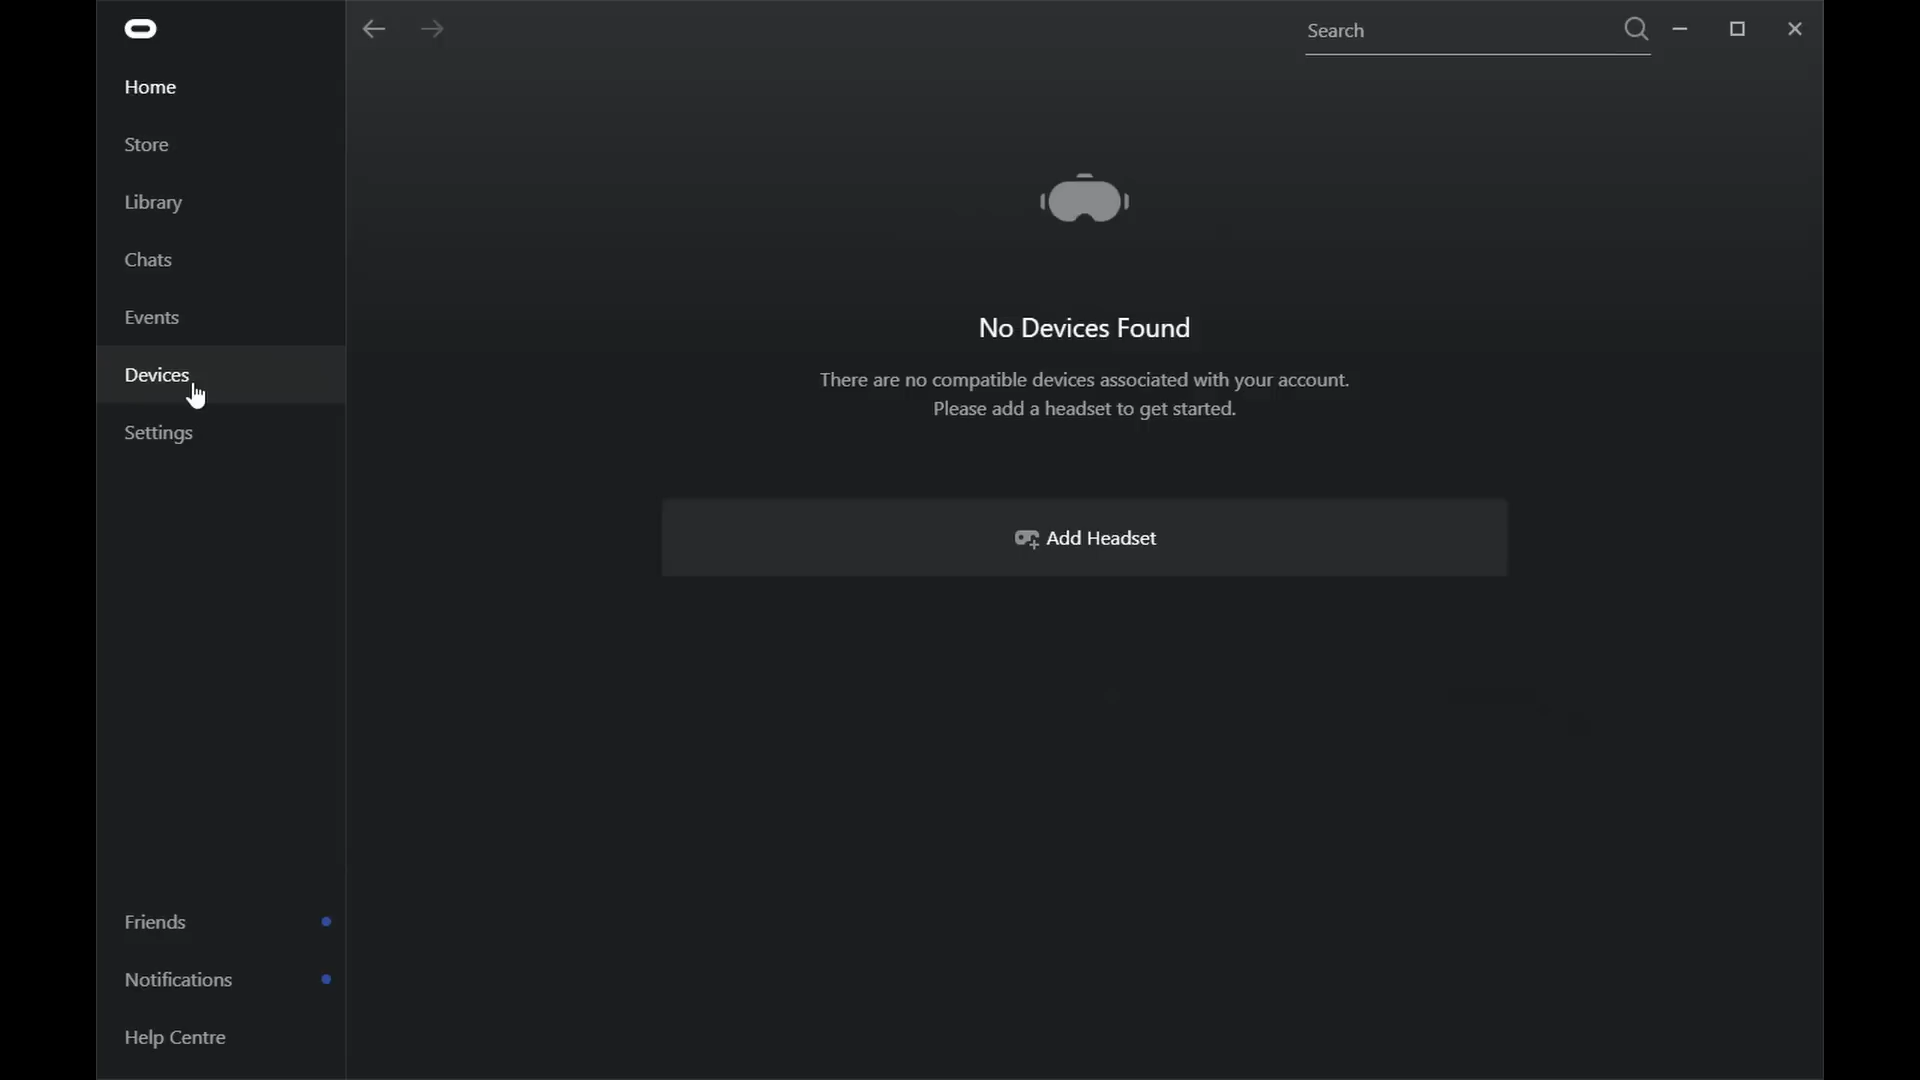 Home
Store
Library
Chats
Events
Devices
Settings
Friends
Notifications
Help Centre
Search
No Devices Found
There are no compatible devices associated with your account.
Please add a headset to get started.
Add Headset